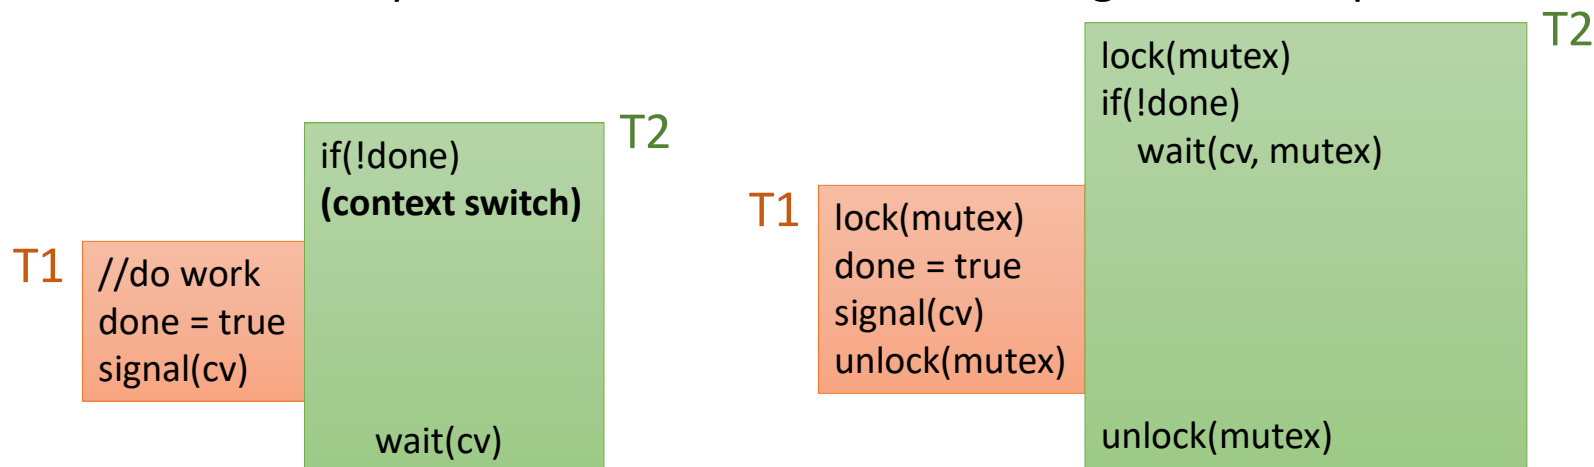 T2
if(!done)
(context switch)
wait(cv)
T1
//do work
done = true
signal(cv)
T2
lock(mutex)
if(!done)
wait(cv, mutex)
unlock(mutex)
T1
lock(mutex)
done = true
signal(cv)
unlock(mutex)